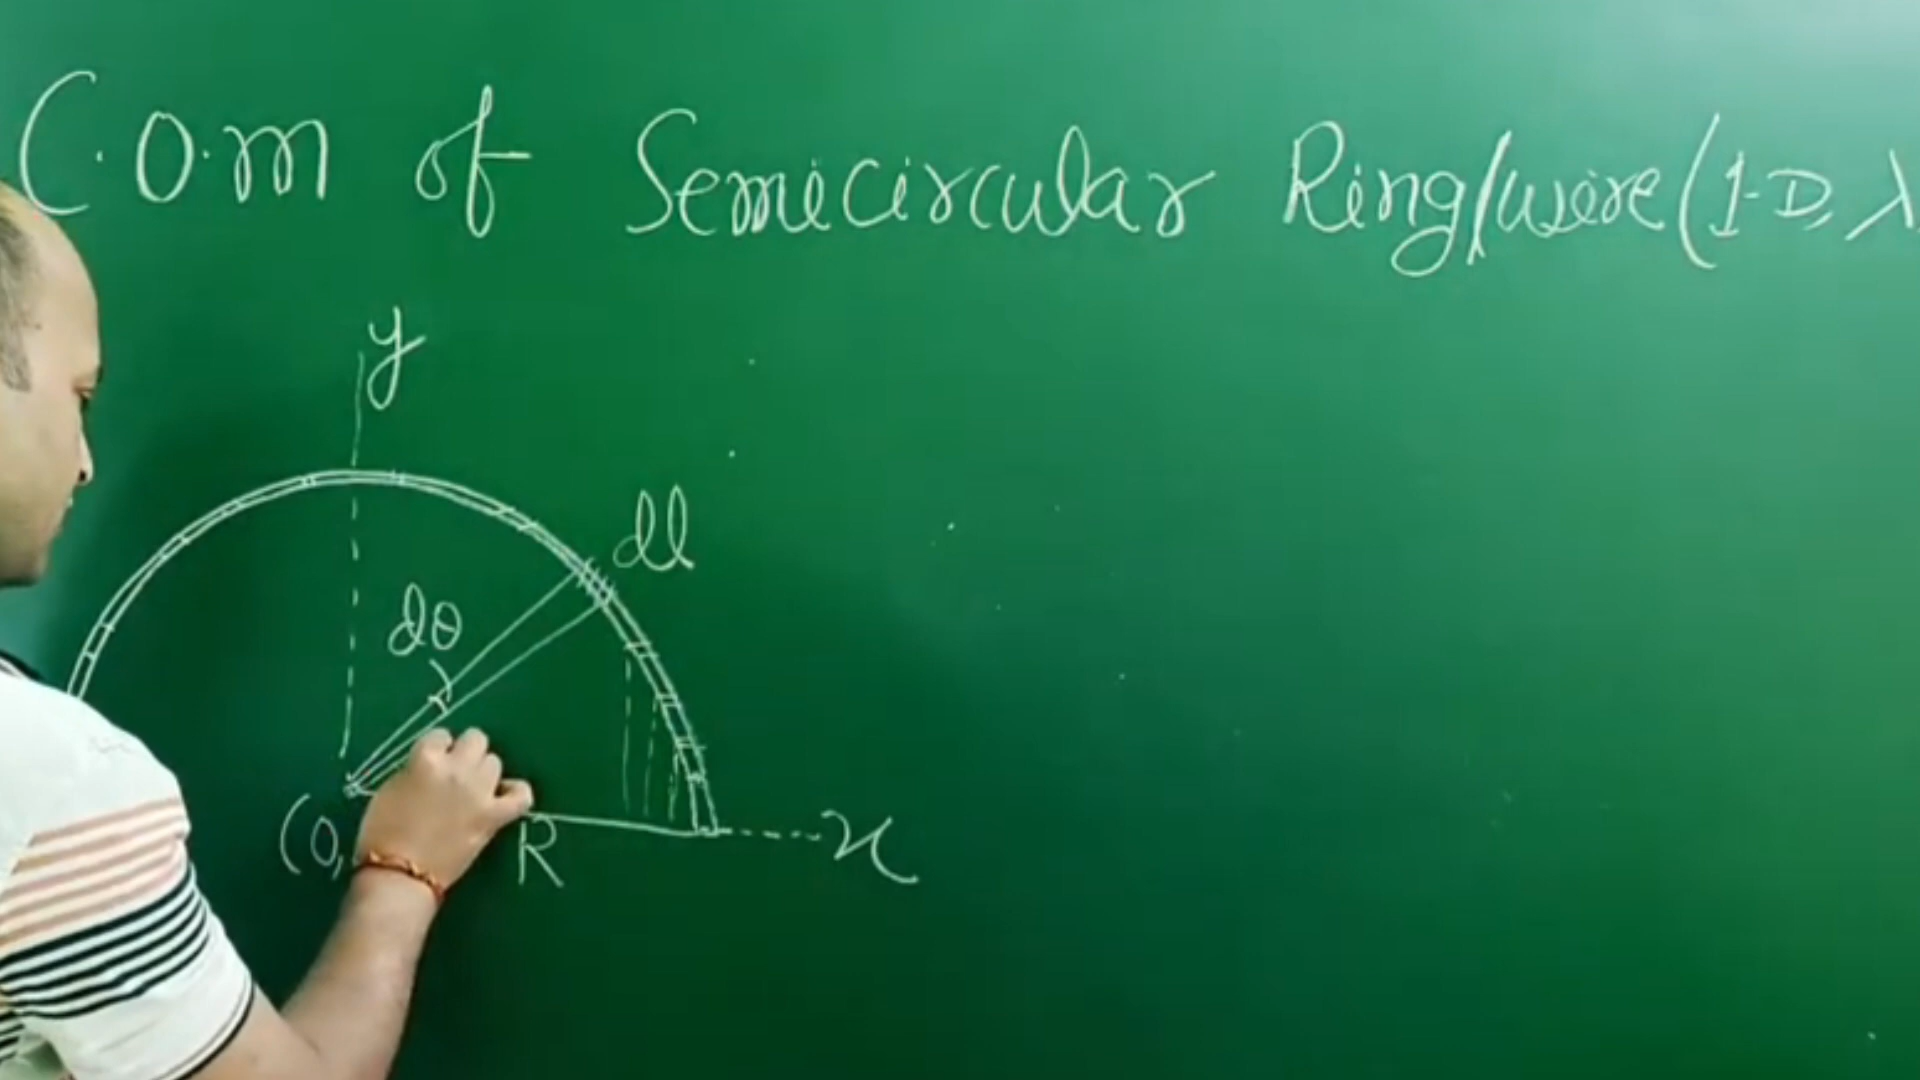 C.O.M of Semicircular Ring/wire (1-D, λ
y
dl
dθ
(0,
R
x